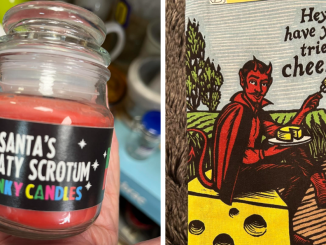 SANTA'S
ATY SCROTUM
NKY CANDLES
Hey
have y
trie
chee